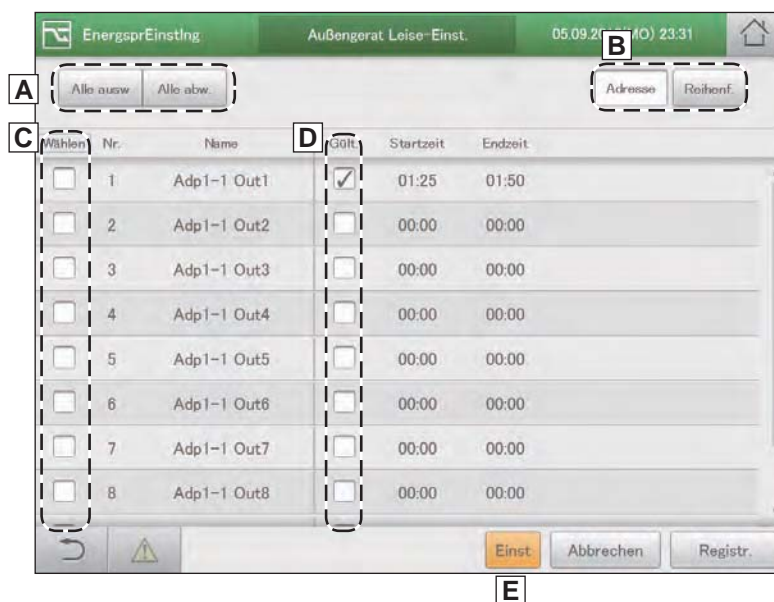 EnergsprEinstlng Außengerat Leise-Einst. 05.09. (MO) 23:31
B
A Alle ausw Alle abw. Adresse Reihenf.
C Wählen Nr. Name D Gült. Startzeit Endzeit
1 Adp1-1 Out1 01:25 01:50
2 Adp1-1 Out2 00:00 00:00
3 Adp1-1 Out3 00:00 00:00
4 Adp1-1 Out4 00:00 00:00
5 Adp1-1 Out5 00:00 00:00
6 Adp1-1 Out6 00:00 00:00
7 Adp1-1 Out7 00:00 00:00
8 Adp1-1 Out8 00:00 00:00
Einst Abbrechen Registr.
E